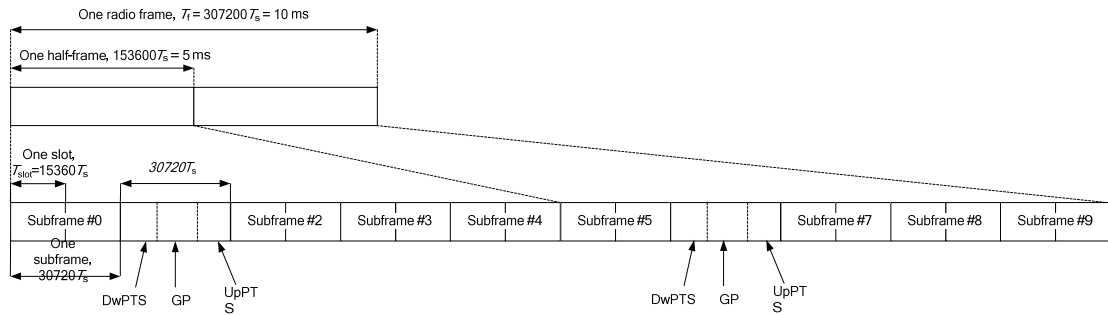 One radio frame, Tf = 307200Ts = 10 ms
One half-frame, 153600Ts = 5 ms
One slot,
Tslot=15360Ts
30720Ts
Subframe #0
Subframe #2
Subframe #3
Subframe #4
Subframe #5
Subframe #7
Subframe #8
Subframe #9
One
subframe,
30720Ts
DwPTS
GP
UpPT
S
DwPTS
GP
UpPT
S